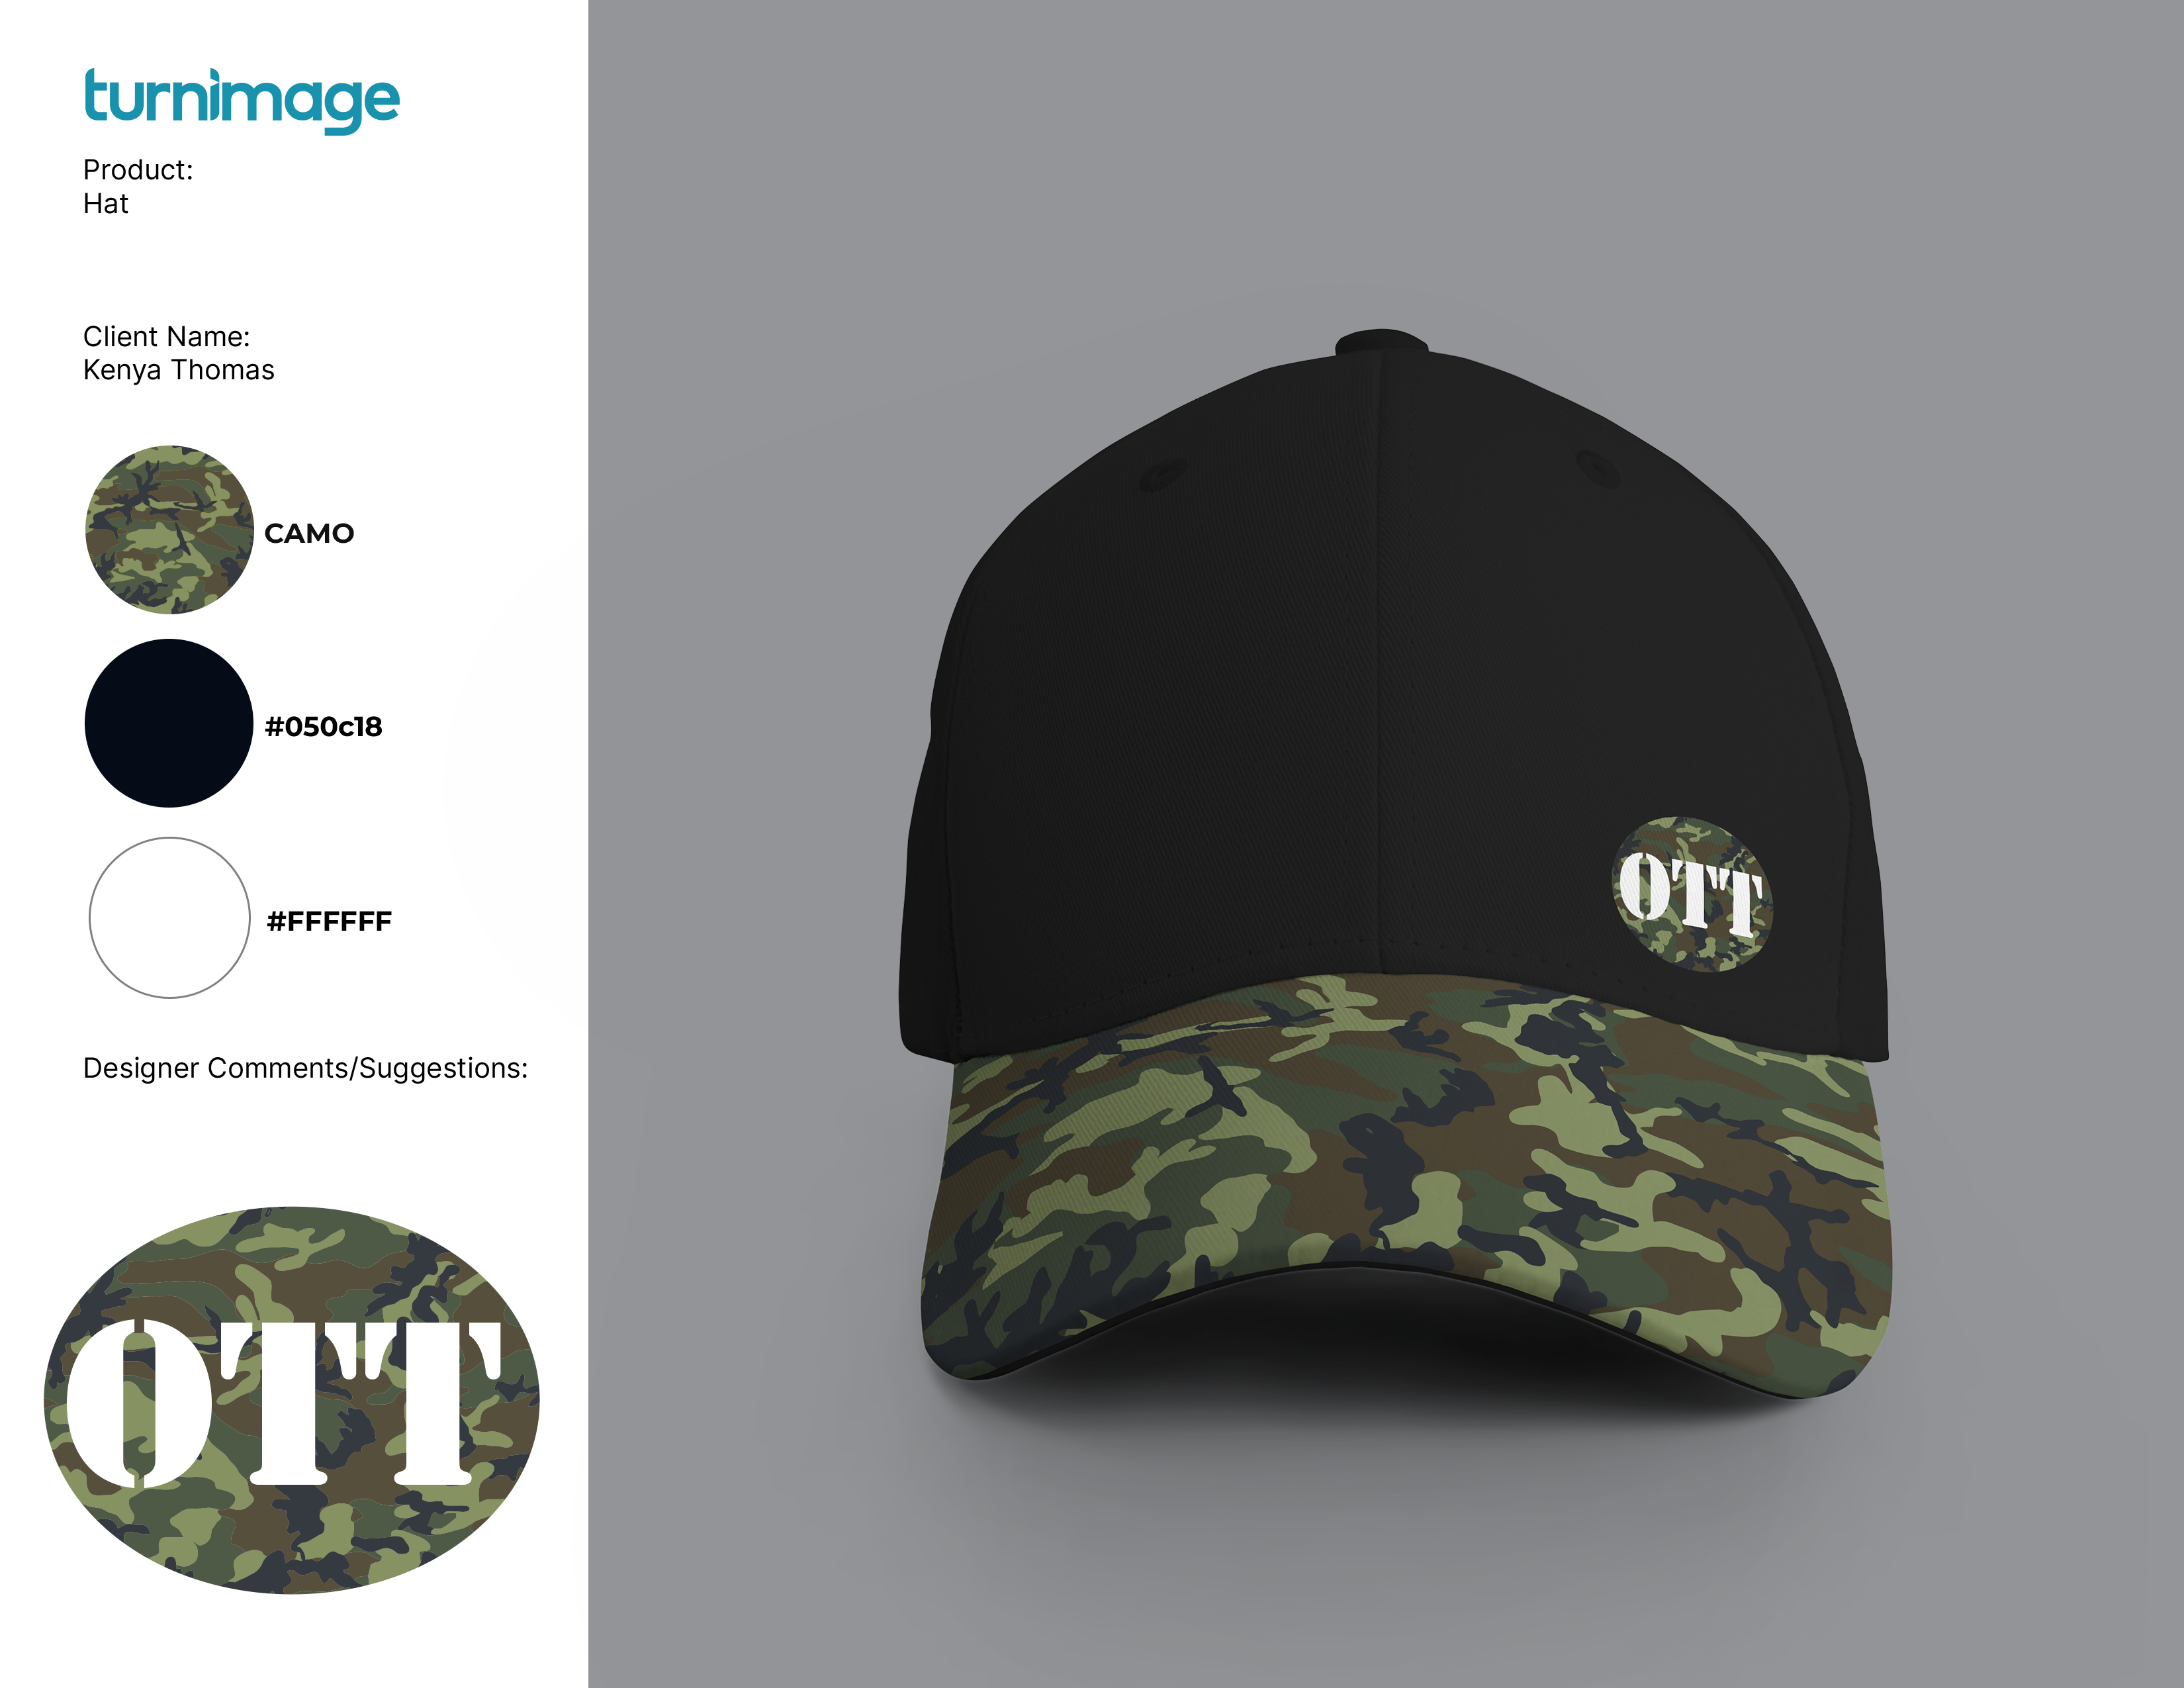 turnimage
Product:
Hat
Client Name:
Kenya Thomas
CAMO
#050c18
#FFFFFF
Designer Comments/Suggestions:
OTT
OTT